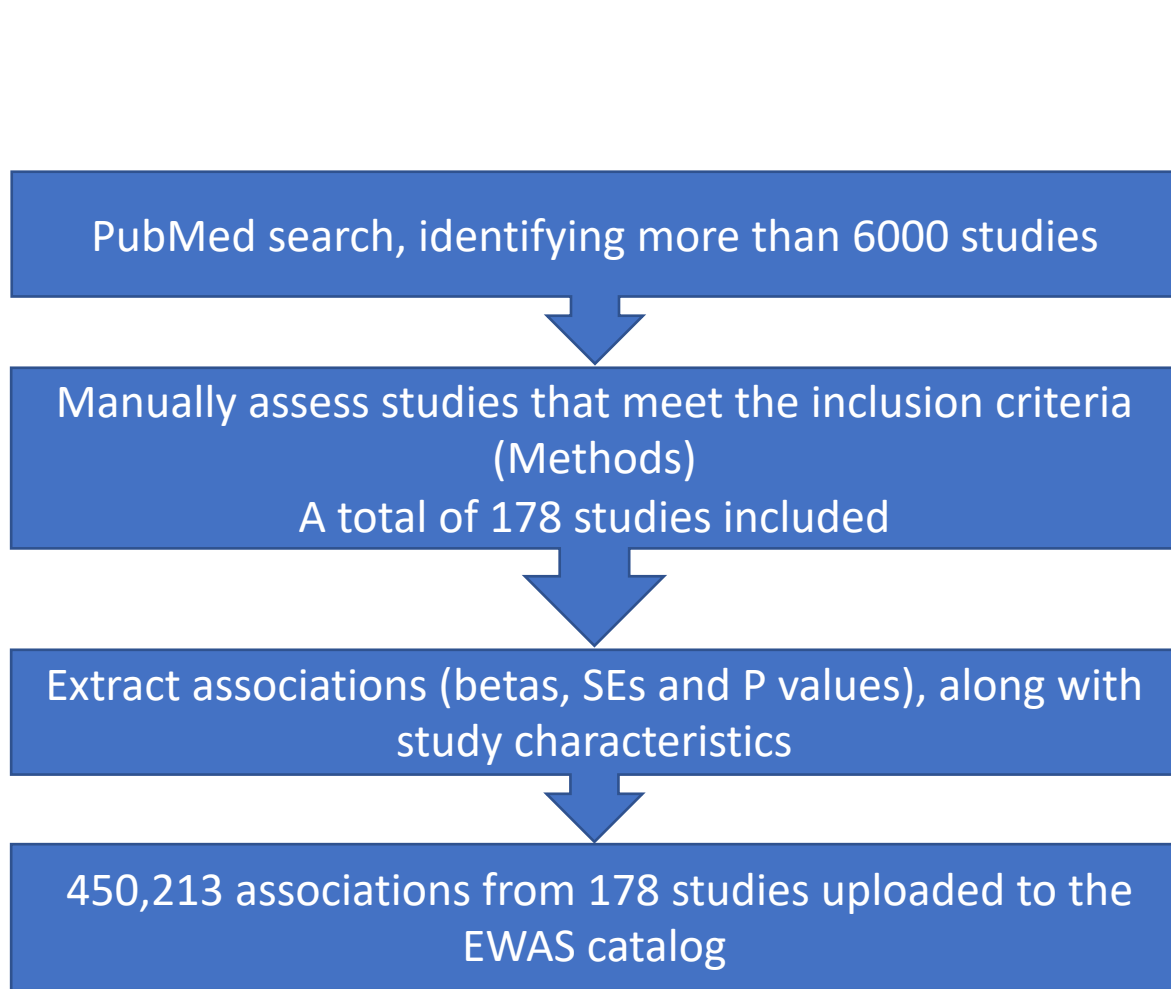 PubMed search, identifying more than 6000 studies
Manually assess studies that meet the inclusion criteria
(Methods)
A total of 178 studies included
Extract associations (betas, SEs and P values), along with
study characteristics
450,213 associations from 178 studies uploaded to the
EWAS catalog